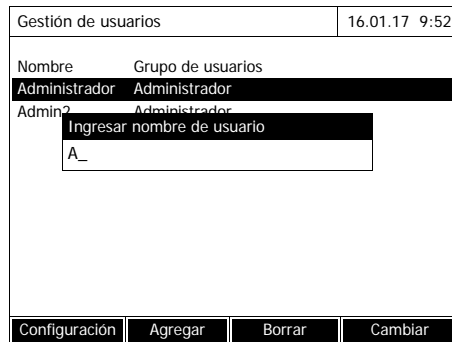 Gestión de usuarios 16.01.17 9:52
Nombre Grupo de usuarios
Administrador Administrador
Admin2 Administrador
Ingresar nombre de usuario
A_
Configuración Agregar Borrar Cambiar